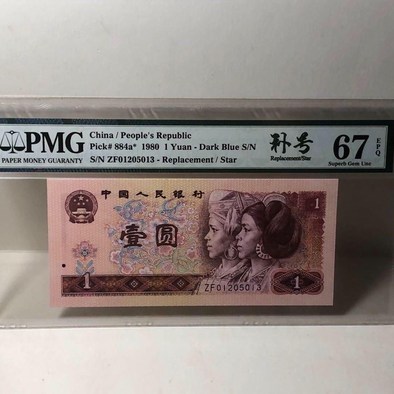 PMG
PAPER MONEY GUARANTY
China / People's Republic
Pick# 884a* 1980 1 Yuan - Dark Blue S/N
S/N ZF01205013 - Replacement / Star
补号
Replacement/Star
67 EPQ
Superb Gem Unc
中国人民银行
壹圆
1
ZF01205013
1
1